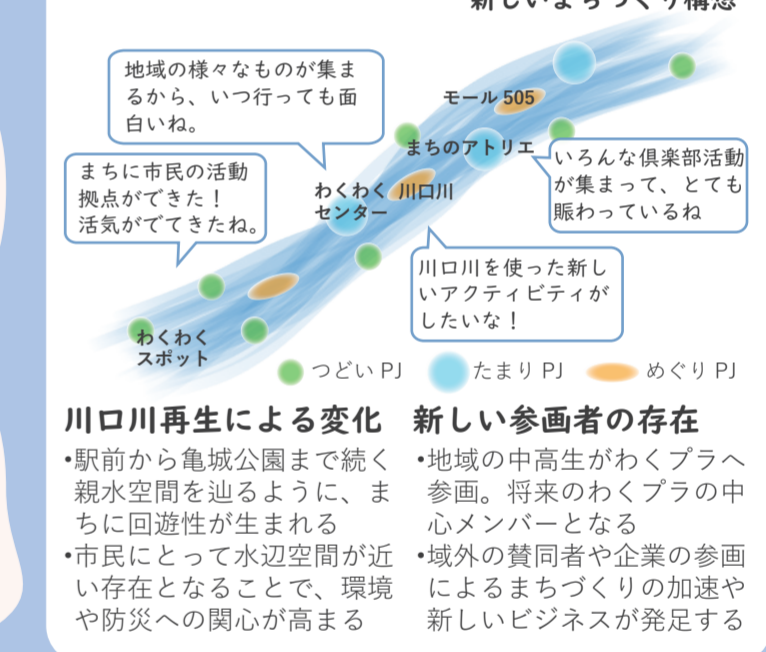 新しいまちづくり構想
地域の様々なものが集ま
るから、いつ行っても面
白いね。
モール 505
まちのアトリエ
まちに市民の活動
拠点ができた！
活気がでてきたね。
いろんな倶楽部活動
が集まって、とても
賑わっているね
わくわく
センター
川口川
川口川を使った新し
いアクティビティが
したいな！
わくわく
スポット
つどい PJ
たまり PJ
めぐり PJ
川口川再生による変化
•駅前から亀城公園まで続く
親水空間を辿るように、ま
ちに回遊性が生まれる
•市民にとって水辺空間が近
い存在となることで、環境
や防災への関心が高まる
新しい参画者の存在
•地域の中高生がわくプラへ
参画。将来のわくプラの中
心メンバーとなる
•域外の賛同者や企業の参画
によるまちづくりの加速や
新しいビジネスが発足する